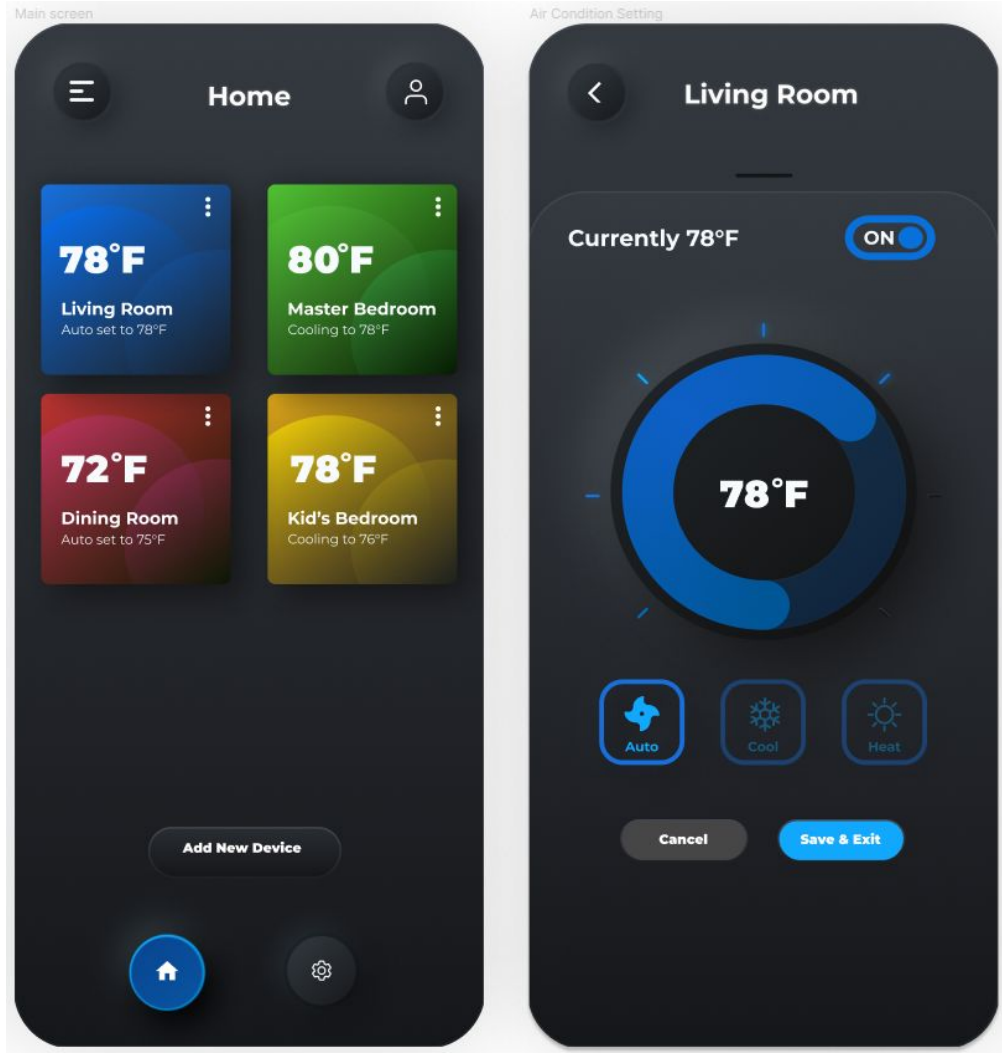 Main screen
Home
78°F
Living Room
Auto set to 78°F
80°F
Master Bedroom
Cooling to 78°F
72°F
Dining Room
Auto set to 75°F
78°F
Kid's Bedroom
Cooling to 76°F
Add New Device
Air Condition Setting
Living Room
Currently 78°F
ON
78°F
Auto
Cool
Heat
Cancel
Save & Exit